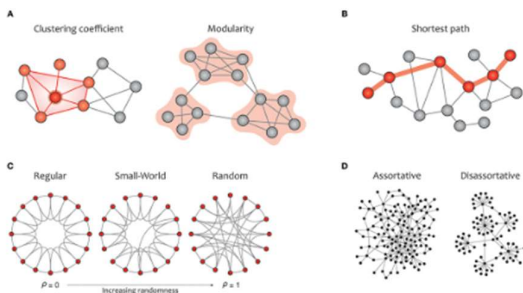 A
Clustering coefficient
Modularity
B
Shortest path
C
Regular
Small-World
Random
P = 0
Increasing randomness
P = 1
D
Assortative
Disassortative